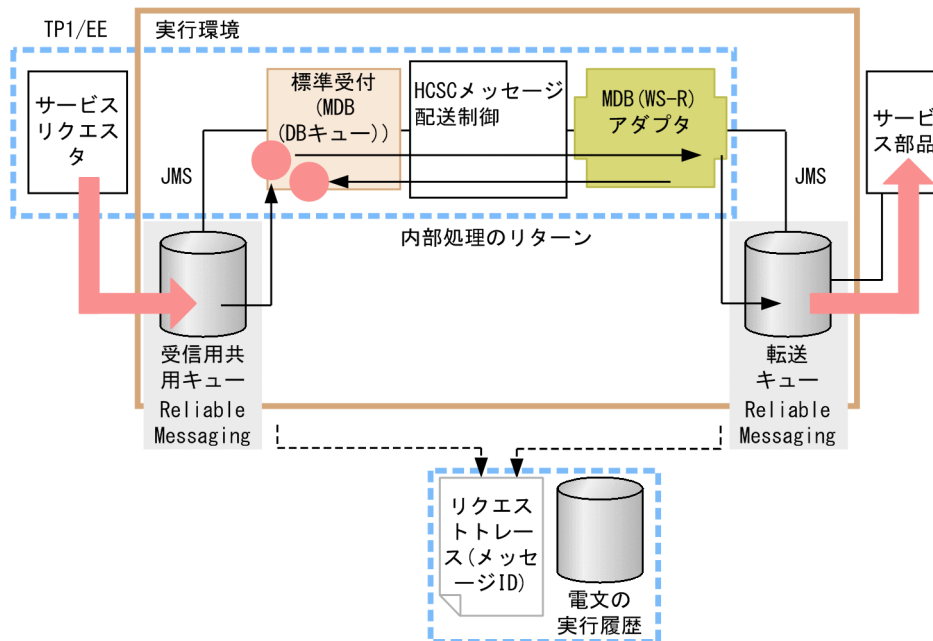 TP1/EE
実行環境
サービス
リクエス
タ
標準受付
(MDB
(DBキュー))
HCSCメッセージ
配送制御
MDB(WS-R)
アダプタ
サービ
ス部品
JMS
JMS
内部処理のリターン
受信用共
用キュー
Reliable
Messaging
転送
キュー
Reliable
Messaging
リクエス
トトレー
ス(メッセ
ージID)
電文の
実行履歴